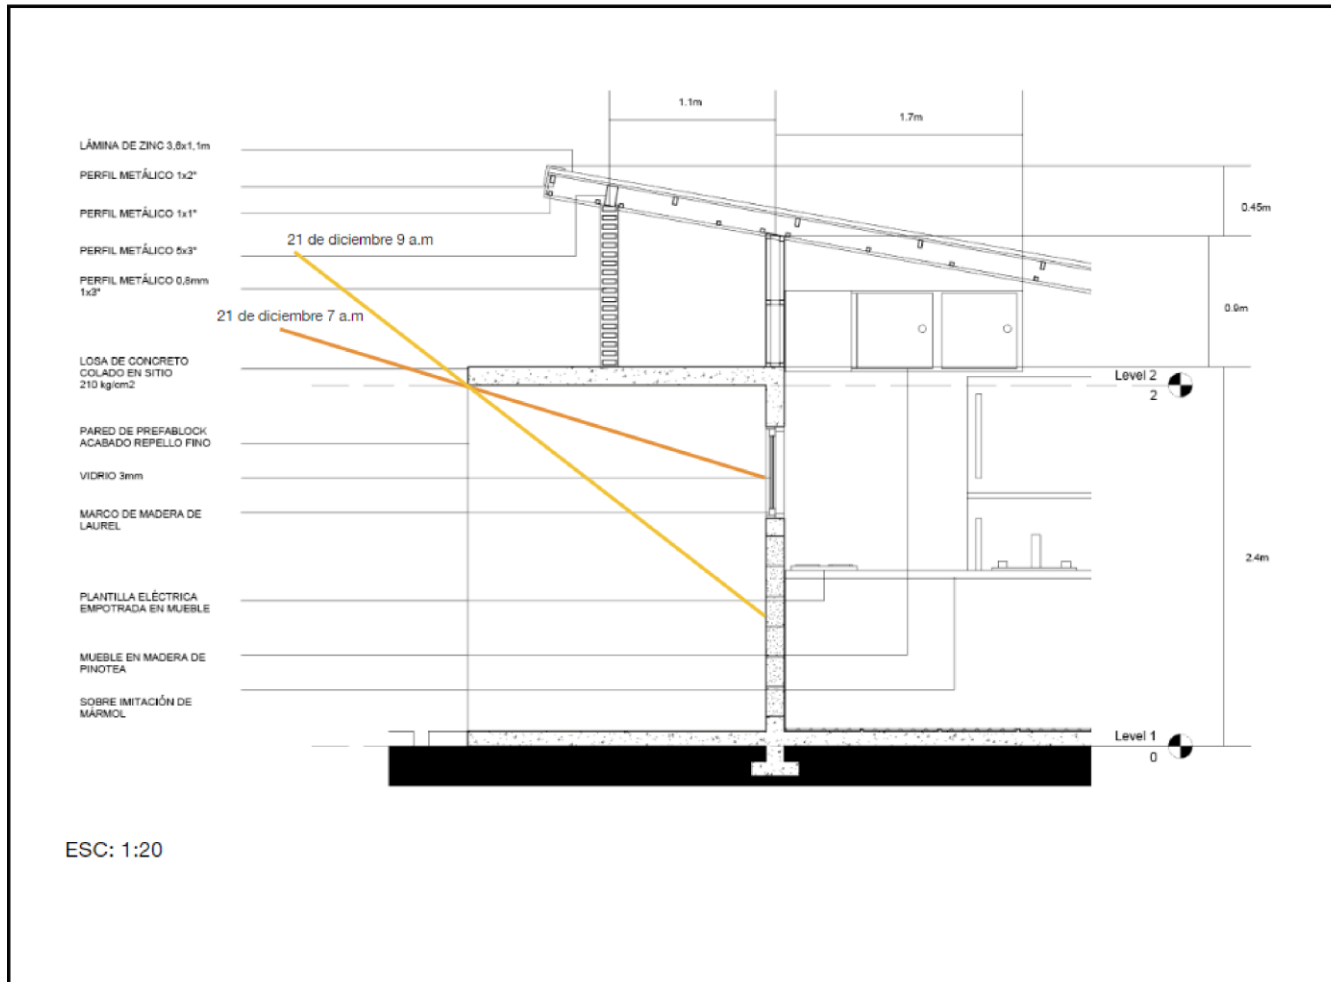 1.1m
1.7m
LÁMINA DE ZINC 3,6x1,1m
PERFIL METÁLICO 1x2"
PERFIL METÁLICO 1x1"
0.45m
21 de diciembre 9 a.m
PERFIL METÁLICO 5x3"
PERFIL METÁLICO 0,8mm
1x3"
0.9m
21 de diciembre 7 a.m
LOSA DE CONCRETO
COLADO EN SITIO
210 kg/cm2
Level 2
2
PARED DE PREFABLOCK
ACABADO REPELLO FINO
VIDRIO 3mm
MARCO DE MADERA DE
LAUREL
2.4m
PLANTILLA ELÉCTRICA
EMPOTRADA EN MUEBLE
MUEBLE EN MADERA DE
PINOTEA
SOBRE IMITACIÓN DE
MÁRMOL
Level 1
0
ESC: 1:20